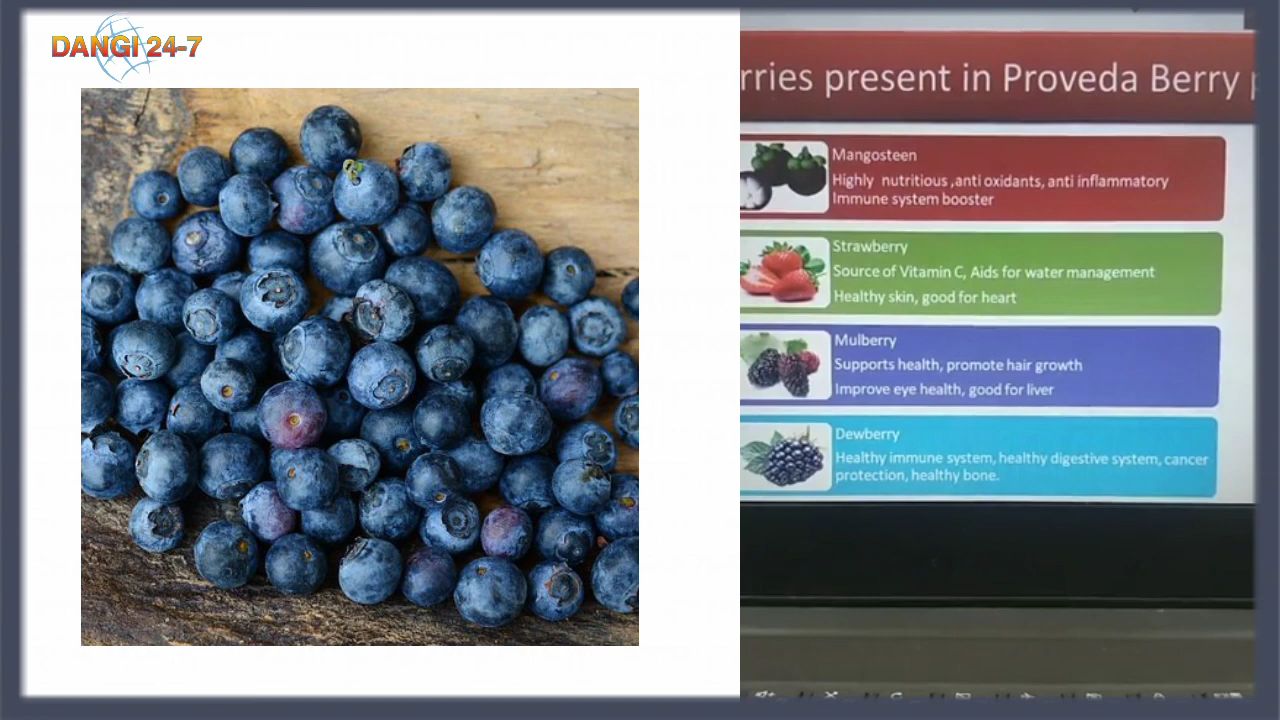 DANGI 24-7
rries present in Proveda Berry
Mangosteen
Highly nutritious ,anti oxidants, anti inflammatory
Immune system booster
Strawberry
Source of Vitamin C, Aids for water management
Healthy skin, good for heart
Mulberry
Supports health, promote hair growth
Improve eye health, good for liver
Dewberry
Healthy immune system, healthy digestive system, cancer
protection, healthy bone.